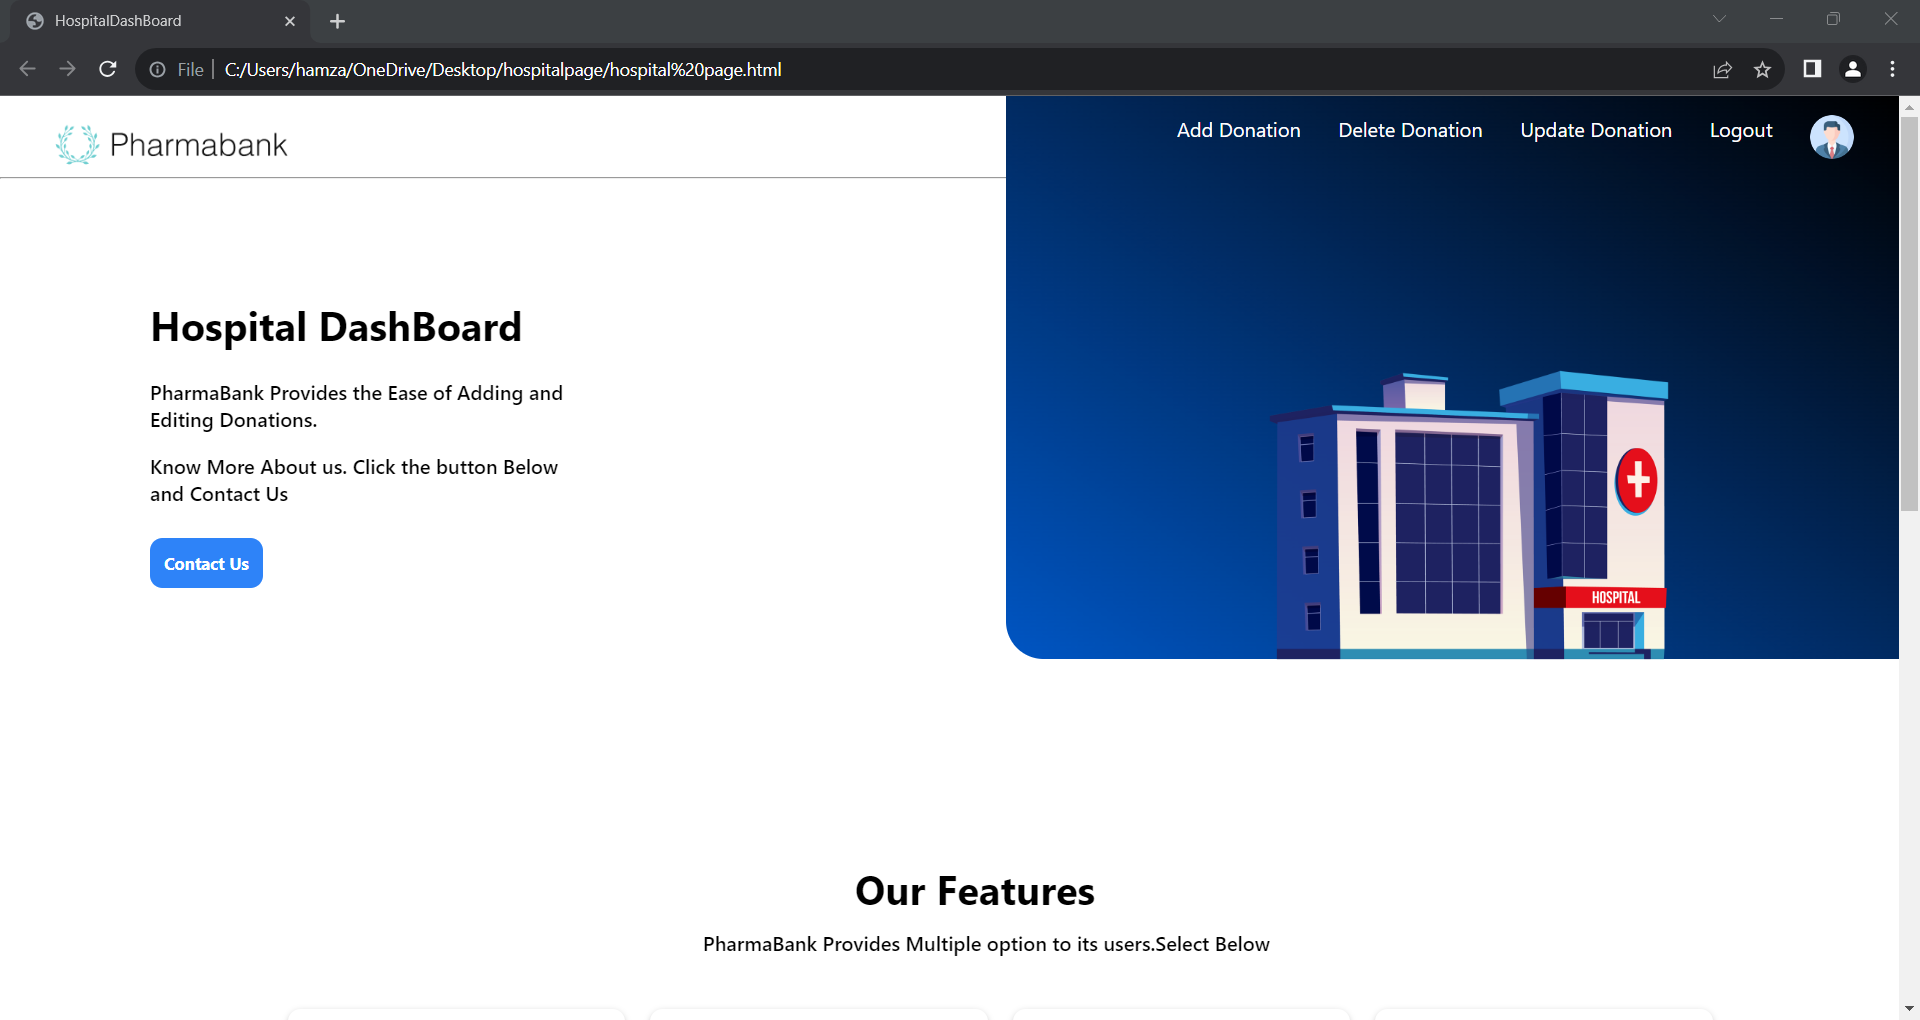 HospitalDashBoard
File
C:/Users/hamza/OneDrive/Desktop/hospitalpage/hospital%20page.html
Pharmabank
Add Donation
Delete Donation
Update Donation
Logout
Hospital DashBoard
PharmaBank Provides the Ease of Adding and
Editing Donations.
Know More About us. Click the button Below
and Contact Us
Contact Us
HOSPITAL
Our Features
PharmaBank Provides Multiple option to its users.Select Below